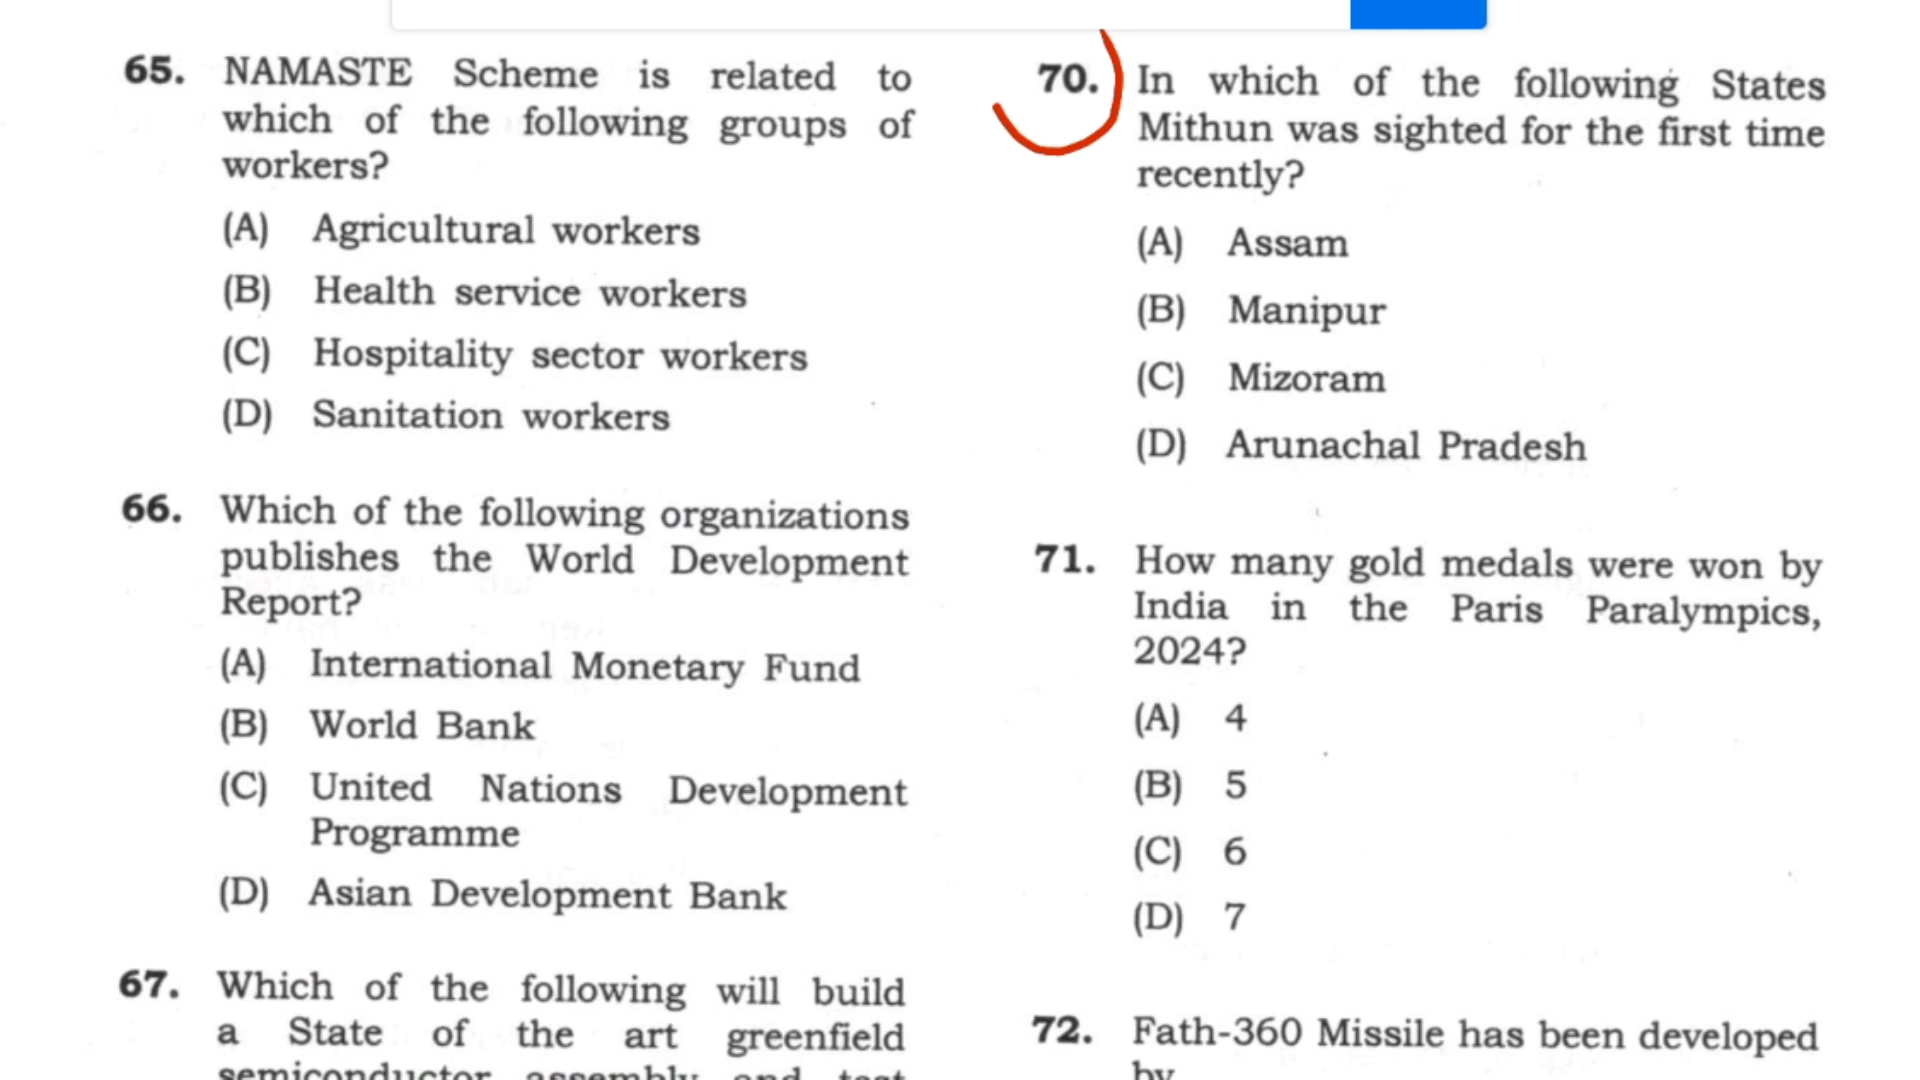 65. NAMASTE Scheme is related to
which of the following groups of
workers?
(A) Agricultural workers
(B) Health service workers
(C) Hospitality sector workers
(D) Sanitation workers
66. Which of the following organizations
publishes the World Development
Report?
(A) International Monetary Fund
(B) World Bank
(C) United Nations Development
Programme
(D) Asian Development Bank
67. Which of the following will build
a State of the art greenfield
semiconductor assembly and test
70. In which of the following States
Mithun was sighted for the first time
recently?
(A) Assam
(B) Manipur
(C) Mizoram
(D) Arunachal Pradesh
71. How many gold medals were won by
India in the Paris Paralympics,
2024?
(A) 4
(B) 5
(C) 6
(D) 7
72. Fath-360 Missile has been developed
by